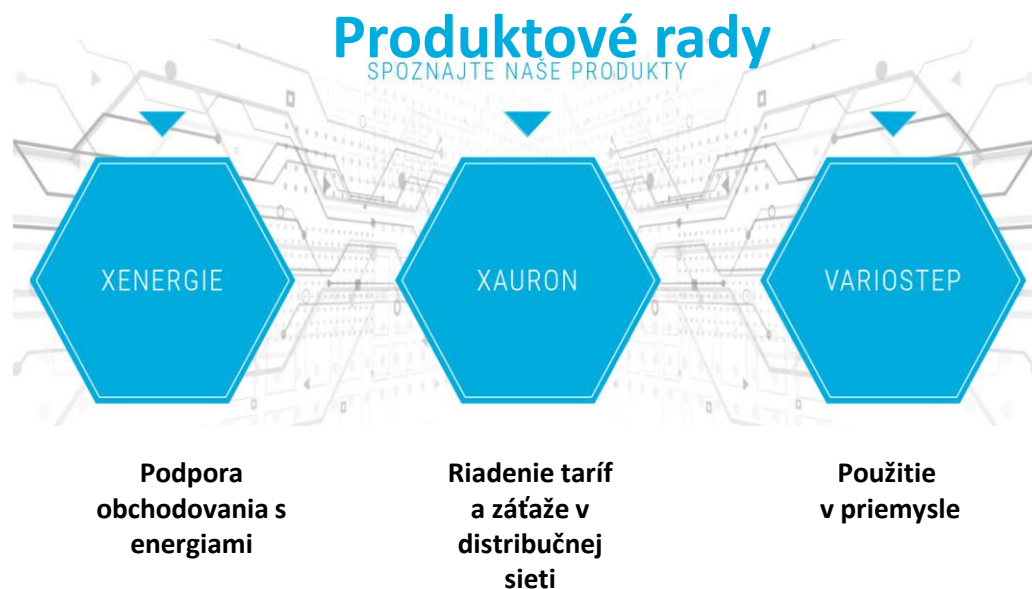 Produktové rady
SPOZNAJTE NAŠE PRODUKTY
XENERGIE
XAURON
VARIOSTEP
Podpora
obchodovania s
energiami
Riadenie taríf
a záťaže v
distribučnej
sieti
Použitie
v priemysle